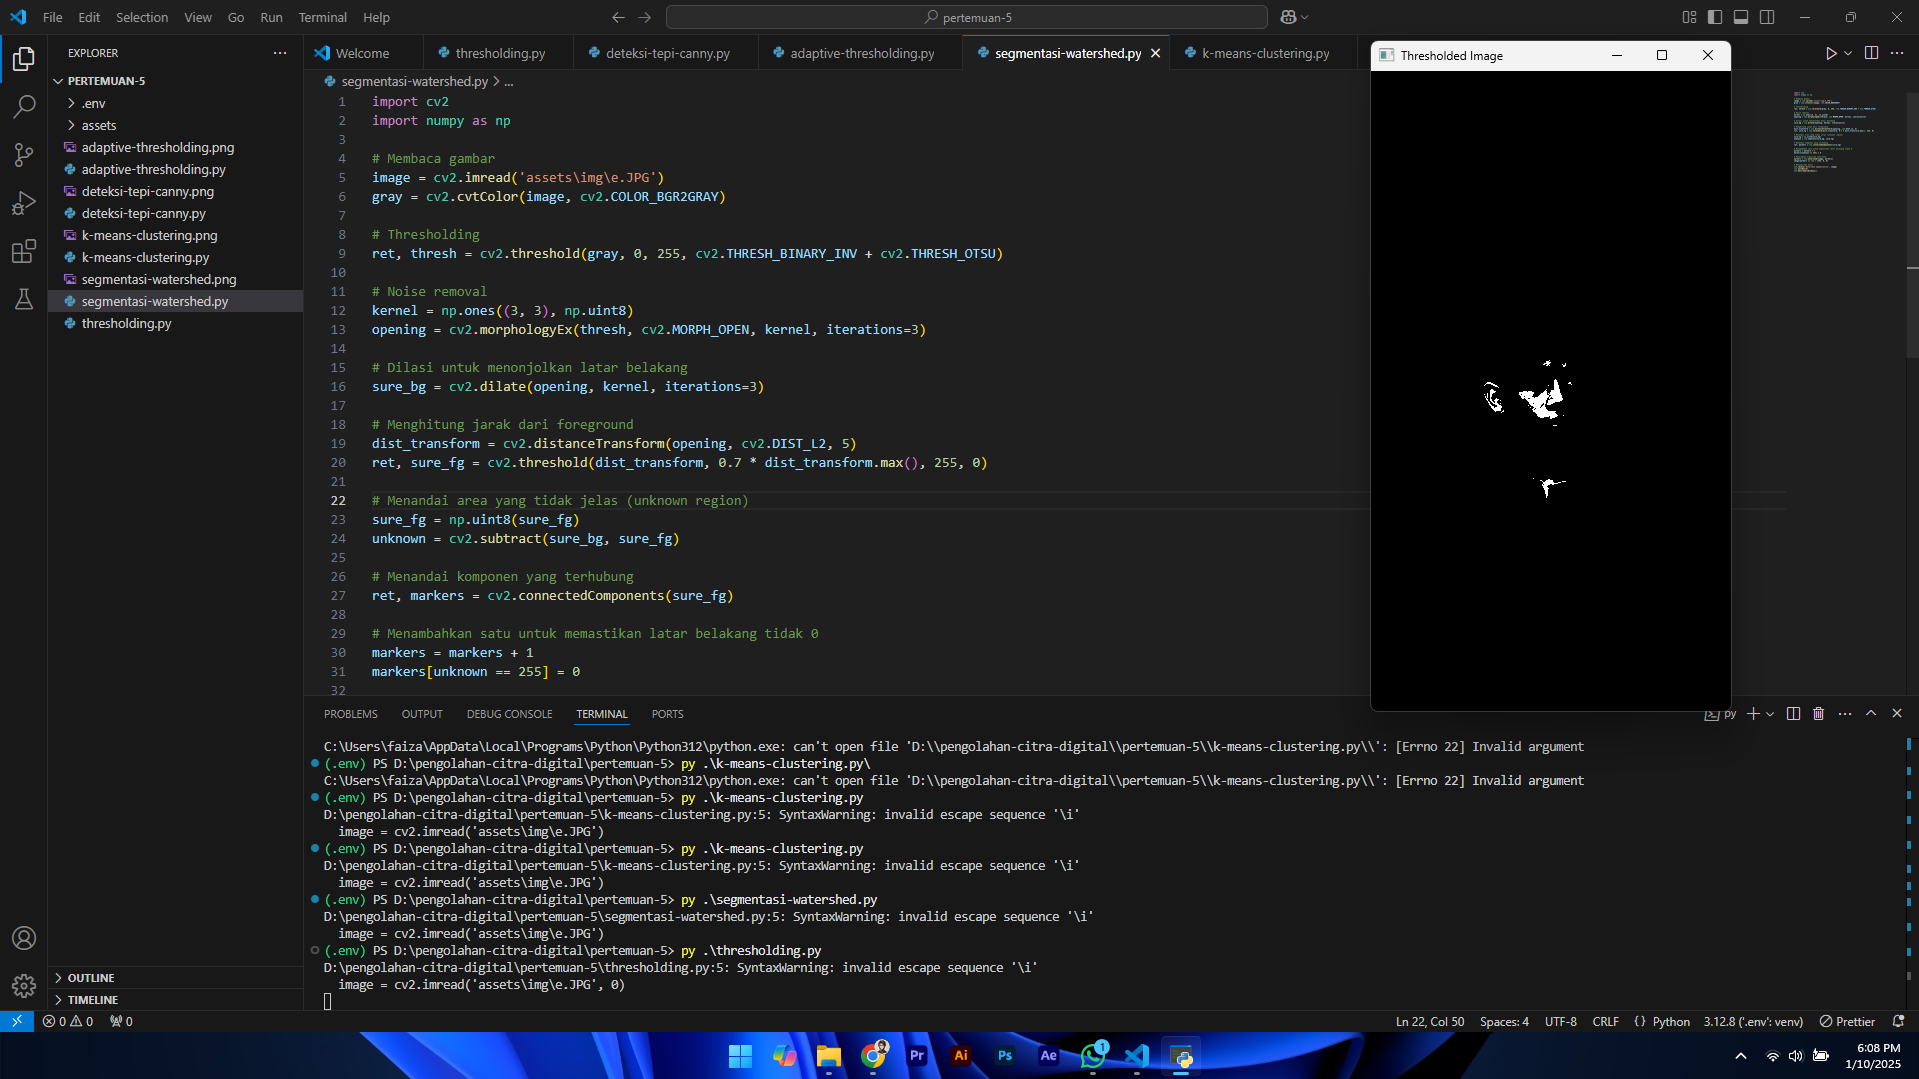 File Edit Selection View Go Run Terminal Help
pertemuan-5
EXPLORER
PERTEMUAN-5
.env
assets
adaptive-thresholding.png
adaptive-thresholding.py
deteksi-tepi-canny.png
deteksi-tepi-canny.py
k-means-clustering.png
k-means-clustering.py
segmentasi-watershed.png
segmentasi-watershed.py
thresholding.py
OUTLINE
TIMELINE
Welcome thresholding.py deteksi-tepi-canny.py adaptive-thresholding.py segmentasi-watershed.py k-means-clustering.py
segmentasi-watershed.py > ...
1 import cv2
2 import numpy as np
3
4 # Membaca gambar
5 image = cv2.imread('assets\img\e.JPG')
6 gray = cv2.cvtColor(image, cv2.COLOR_BGR2GRAY)
7
8 # Thresholding
9 ret, thresh = cv2.threshold(gray, 0, 255, cv2.THRESH_BINARY_INV + cv2.THRESH_OTSU)
10
11 # Noise removal
12 kernel = np.ones((3, 3), np.uint8)
13 opening = cv2.morphologyEx(thresh, cv2.MORPH_OPEN, kernel, iterations=3)
14
15 # Dilasi untuk menonjolkan latar belakang
16 sure_bg = cv2.dilate(opening, kernel, iterations=3)
17
18 # Menghitung jarak dari foreground
19 dist_transform = cv2.distanceTransform(opening, cv2.DIST_L2, 5)
20 ret, sure_fg = cv2.threshold(dist_transform, 0.7 * dist_transform.max(), 255, 0)
21
22 # Menandai area yang tidak jelas (unknown region)
23 sure_fg = np.uint8(sure_fg)
24 unknown = cv2.subtract(sure_bg, sure_fg)
25
26 # Menandai komponen yang terhubung
27 ret, markers = cv2.connectedComponents(sure_fg)
28
29 # Menambahkan satu untuk memastikan latar belakang tidak 0
30 markers = markers + 1
31 markers[unknown == 255] = 0
32
Thresholded Image
PROBLEMS OUTPUT DEBUG CONSOLE TERMINAL PORTS
py
C:\Users\faiza\AppData\Local\Programs\Python\Python312\python.exe: can't open file 'D:\\pengolahan-citra-digital\\pertemuan-5\\k-means-clustering.py\\': [Errno 22] Invalid argument
(.env) PS D:\pengolahan-citra-digital\pertemuan-5> py .\k-means-clustering.py\
C:\Users\faiza\AppData\Local\Programs\Python\Python312\python.exe: can't open file 'D:\\pengolahan-citra-digital\\pertemuan-5\\k-means-clustering.py\\': [Errno 22] Invalid argument
(.env) PS D:\pengolahan-citra-digital\pertemuan-5> py .\k-means-clustering.py
D:\pengolahan-citra-digital\pertemuan-5\k-means-clustering.py:5: SyntaxWarning: invalid escape sequence '\i'
image = cv2.imread('assets\img\e.JPG')
(.env) PS D:\pengolahan-citra-digital\pertemuan-5> py .\k-means-clustering.py
D:\pengolahan-citra-digital\pertemuan-5\k-means-clustering.py:5: SyntaxWarning: invalid escape sequence '\i'
image = cv2.imread('assets\img\e.JPG')
(.env) PS D:\pengolahan-citra-digital\pertemuan-5> py .\segmentasi-watershed.py
D:\pengolahan-citra-digital\pertemuan-5\segmentasi-watershed.py:5: SyntaxWarning: invalid escape sequence '\i'
image = cv2.imread('assets\img\e.JPG')
(.env) PS D:\pengolahan-citra-digital\pertemuan-5> py .\thresholding.py
D:\pengolahan-citra-digital\pertemuan-5\thresholding.py:5: SyntaxWarning: invalid escape sequence '\i'
image = cv2.imread('assets\img\e.JPG', 0)
0 0 0
Ln 22, Col 50 Spaces: 4 UTF-8 CRLF {} Python 3.12.8 ('.env': venv) Prettier
Pr Ai Ps Ae 1
6:08 PM
1/10/2025